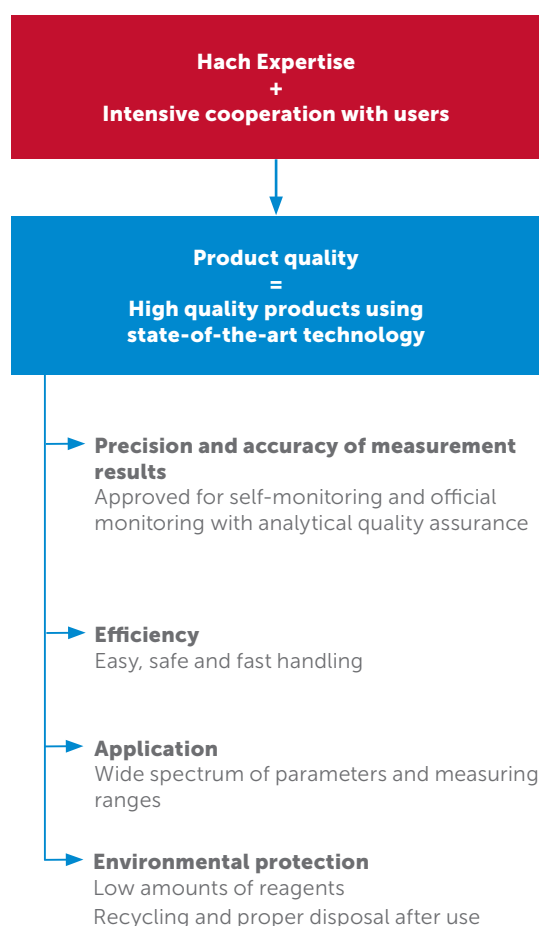 Hach Expertise
+
Intensive cooperation with users
Product quality
=
High quality products using
state-of-the-art technology
Precision and accuracy of measurement
results
Approved for self-monitoring and official
monitoring with analytical quality assurance
Efficiency
Easy, safe and fast handling
Application
Wide spectrum of parameters and measuring
ranges
Environmental protection
Low amounts of reagents
Recycling and proper disposal after use